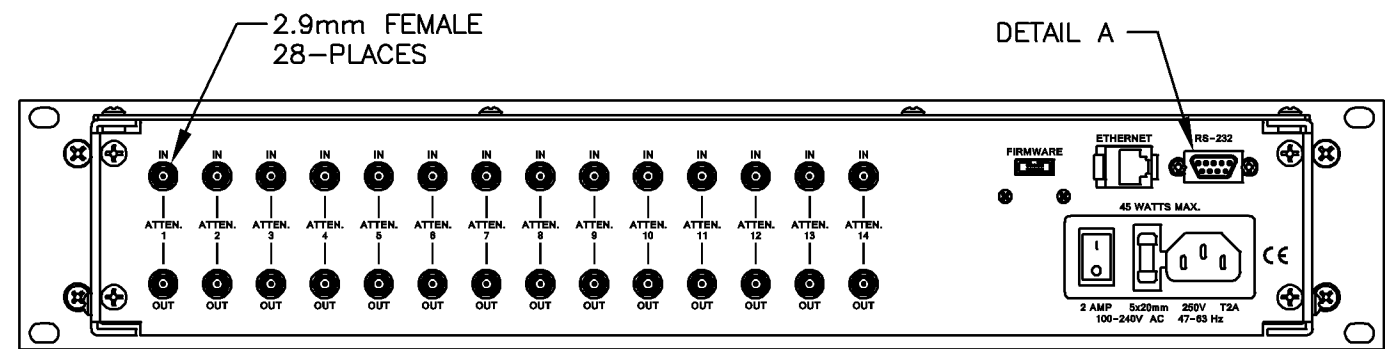 2.9mm FEMALE
28-PLACES
DETAIL A
IN IN IN IN IN IN IN IN IN IN IN IN IN IN
FIRMWARE
ETHERNET
RS-232
ATTEN. ATTEN. ATTEN. ATTEN. ATTEN. ATTEN. ATTEN. ATTEN. ATTEN. ATTEN. ATTEN. ATTEN. ATTEN. ATTEN.
1 2 3 4 5 6 7 8 9 10 11 12 13 14
OUT OUT OUT OUT OUT OUT OUT OUT OUT OUT OUT OUT OUT OUT
45 WATTS MAX.
CE
2 AMP 5x20mm 250V T2A
100-240V AC 47-63 Hz